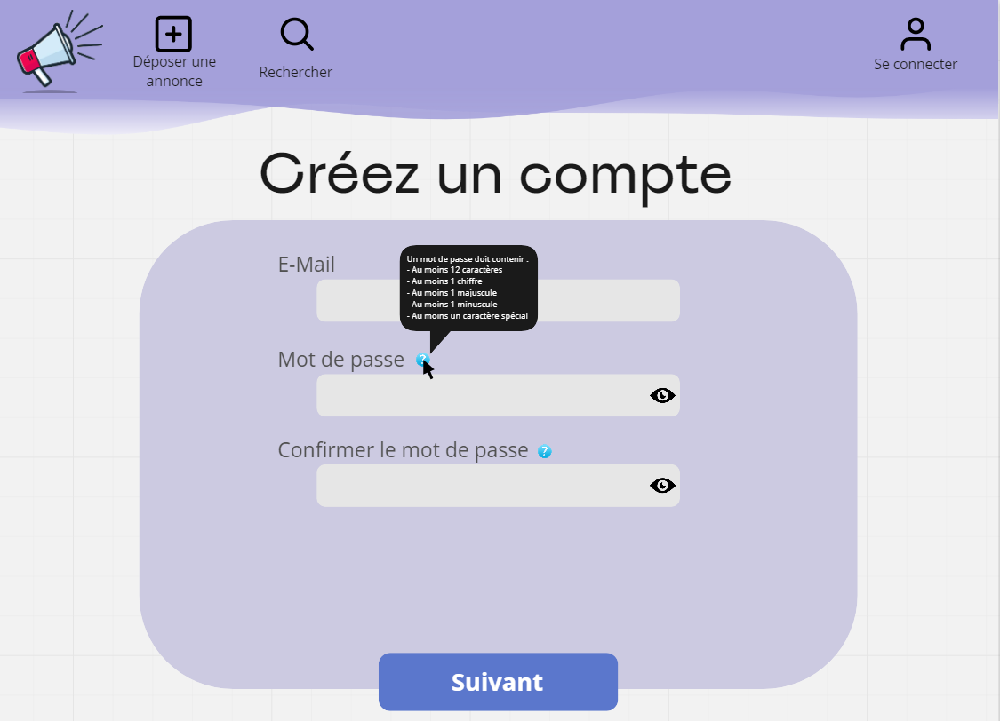 Déposer une
annonce
Rechercher
Se connecter
Créez un compte
E-Mail
Un mot de passe doit contenir :
- Au moins 12 caractères
- Au moins 1 chiffre
- Au moins 1 majuscule
- Au moins 1 minuscule
- Au moins un caractère spécial
Mot de passe ?
Confirmer le mot de passe ?
Suivant